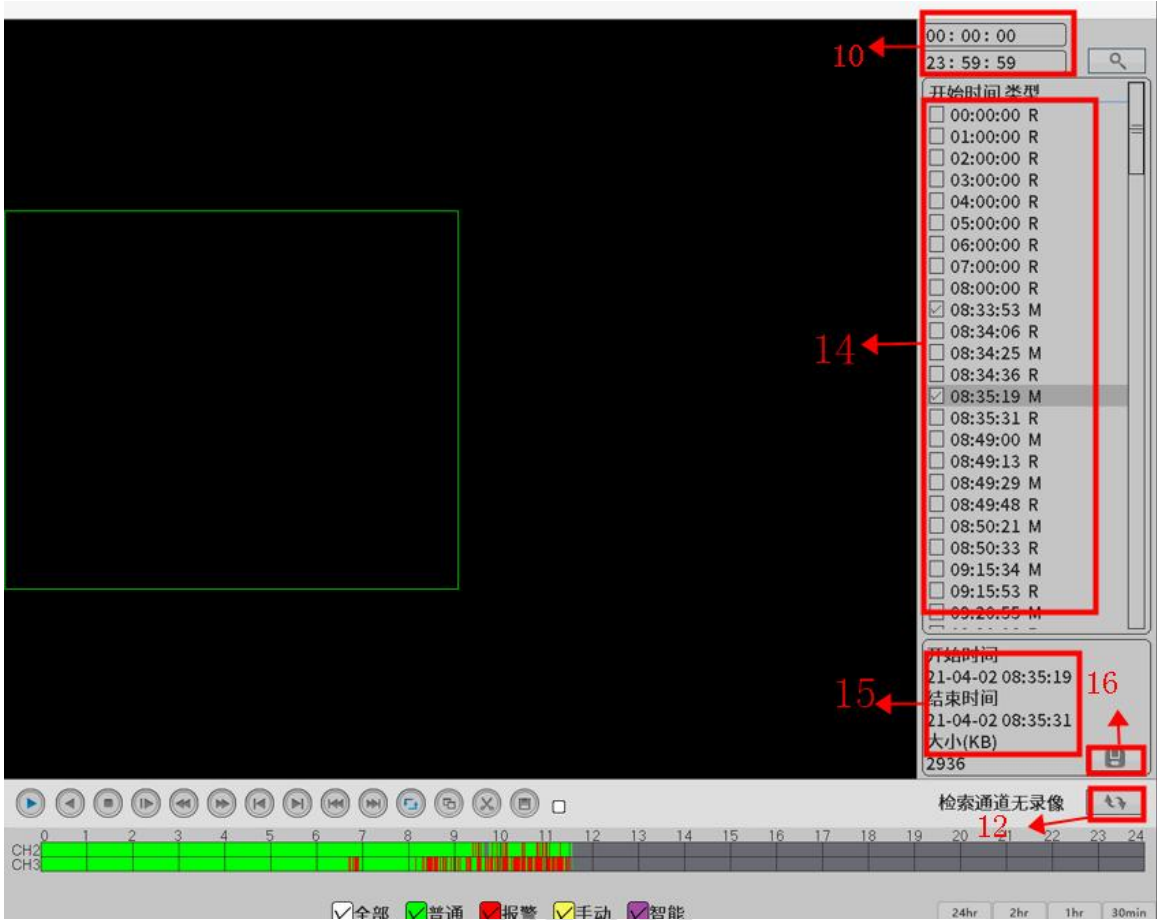 00: 00: 00
10
23: 59: 59
开始时间 类型
00:00:00 R
01:00:00 R
02:00:00 R
03:00:00 R
04:00:00 R
05:00:00 R
06:00:00 R
07:00:00 R
08:00:00 R
08:33:53 M
08:34:06 R
14
08:34:25 M
08:34:36 R
08:35:19 M
08:35:31 R
08:49:00 M
08:49:13 R
08:49:29 M
08:49:48 R
08:50:21 M
08:50:33 R
09:15:34 M
09:15:53 R
09:20:55 M
开始时间
21-04-02 08:35:19
16
15
结束时间
21-04-02 08:35:31
大小(KB)
2936
检索通道无录像
12
0 1 2 3 4 5 6 7 8 9 10 11 12 13 14 15 16 17 18 19 20 21 22 23 24
CH2
CH3
全部 普通 报警 手动 智能
24hr 2hr 1hr 30min